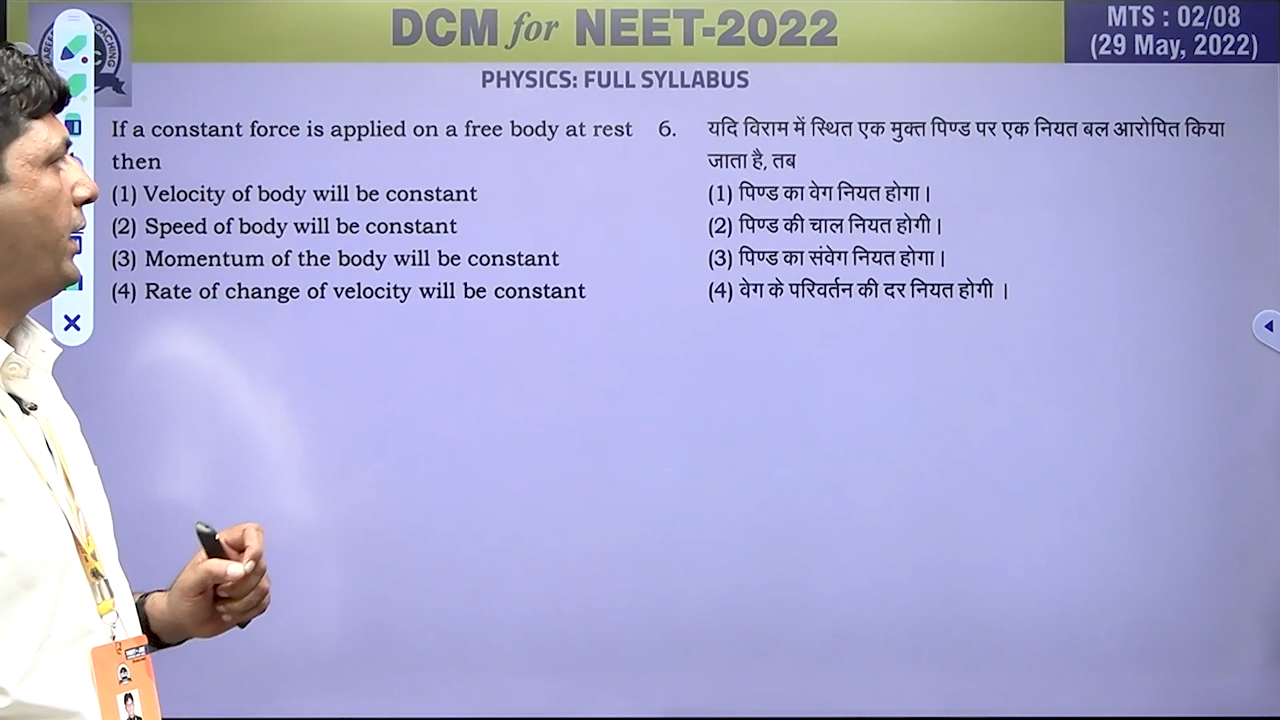 DCM for NEET-2022
MTS : 02/08
(29 May, 2022)
PHYSICS: FULL SYLLABUS
If a constant force is applied on a free body at rest
then
(1) Velocity of body will be constant
(2) Speed of body will be constant
(3) Momentum of the body will be constant
(4) Rate of change of velocity will be constant
6. यदि विराम में स्थित एक मुक्त पिण्ड पर एक नियत बल आरोपित किया
जाता है, तब
(1) पिण्ड का वेग नियत होगा।
(2) पिण्ड की चाल नियत होगी।
(3) पिण्ड का संवेग नियत होगा।
(4) वेग के परिवर्तन की दर नियत होगी ।